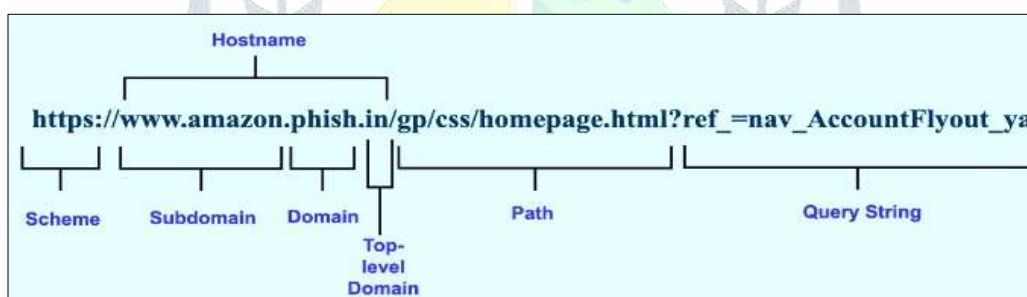 Hostname
https://www.amazon.phish.in/gp/css/homepage.html?ref_=nav_AccountFlyout_ya
Scheme
Subdomain
Domain
Top-
level
Domain
Path
Query String